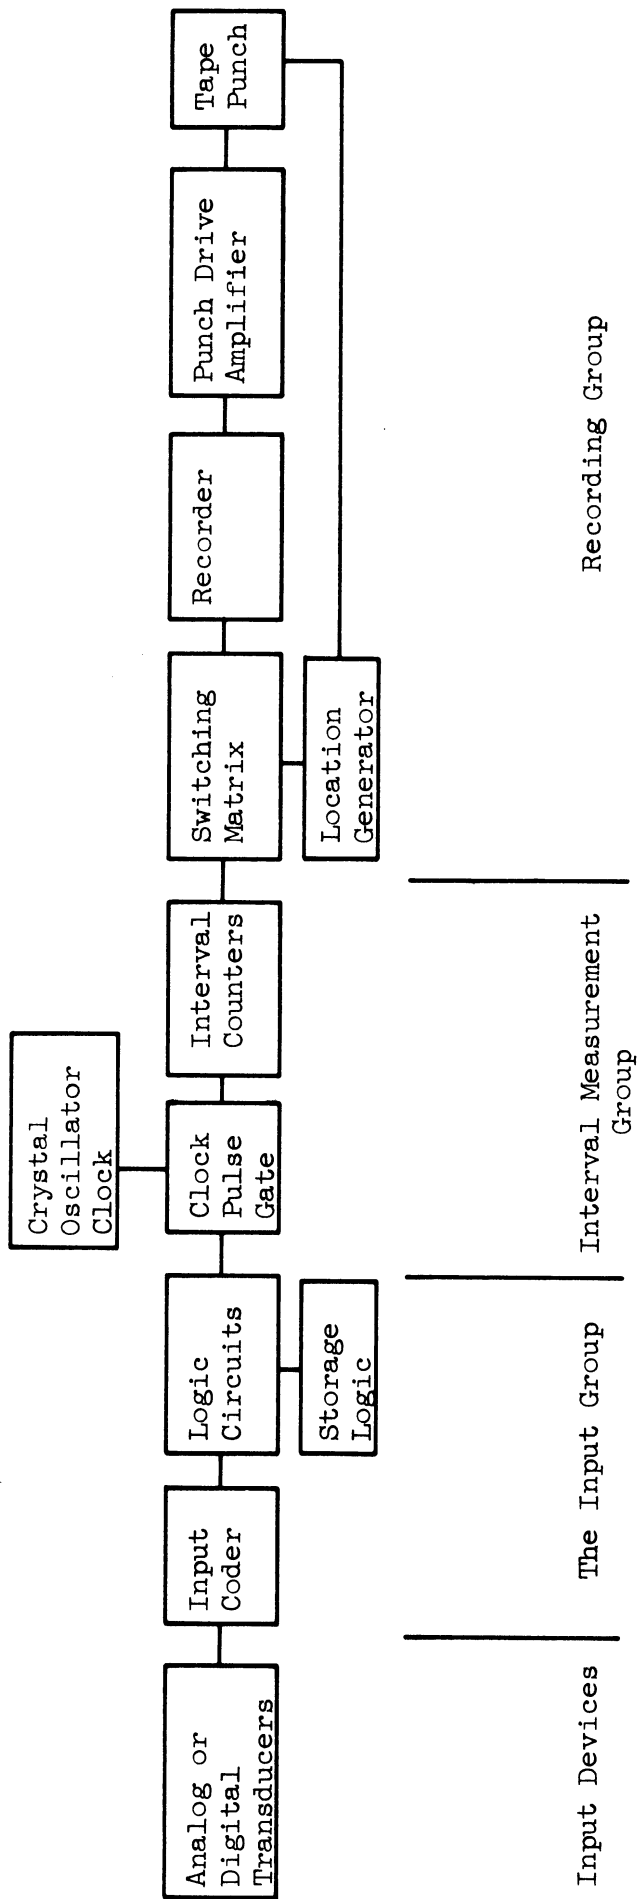 Crystal
Oscillator
Clock
Analog or
Digital
Transducers
Input
Coder
Logic
Circuits
Clock
Pulse
Gate
Interval
Counters
Switching
Matrix
Recorder
Punch Drive
Amplifier
Tape
Punch
Storage
Logic
Location
Generator
Input Devices
The Input Group
Interval Measurement
Group
Recording Group